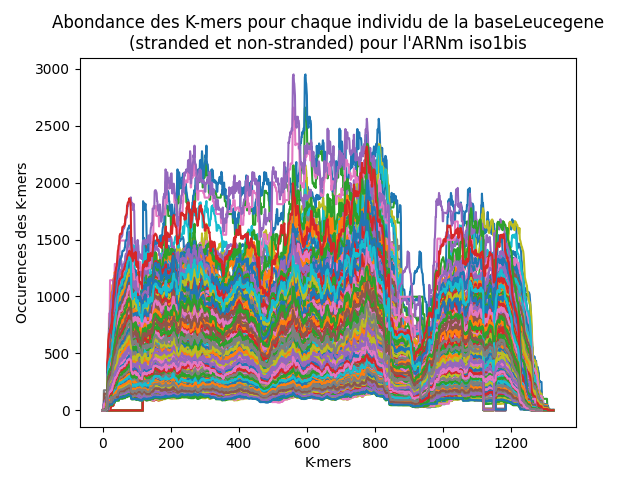 Abondance des K-mers pour chaque individu de la baseLeucegene
(stranded et non-stranded) pour l'ARNm iso1bis
3000
2500
2000
1500
1000
500
0
Occurences des K-mers
0 200 400 600 800 1000 1200
K-mers